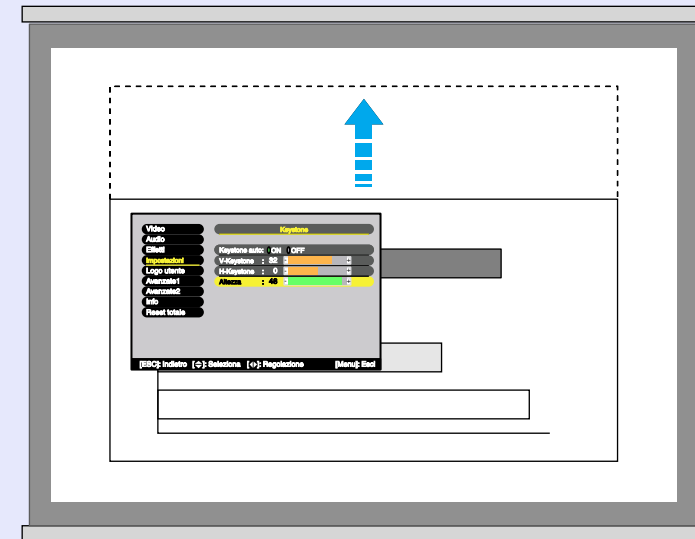 Video
Audio
Effetti
Impostazioni
Logo utente
Avanzate1
Avanzate2
Info
Reset totale
Keystone
Keystone auto: ON OFF
V-Keystone : 32 - +
H-Keystone : 0 - +
Altezza : 46 - +
[ESC]: Indietro [ ]: Seleziona [ ]: Regolazione [Menu]: Esci